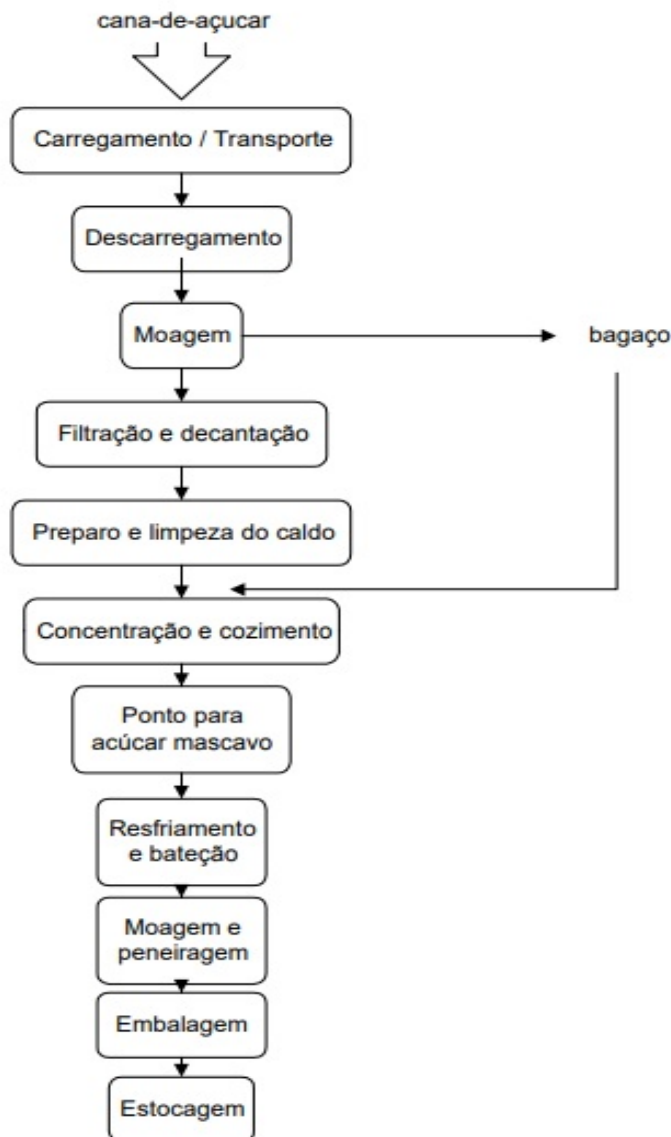 cana-de-açucar
Carregamento / Transporte
Descarregamento
Moagem
bagaço
Filtração e decantação
Preparo e limpeza do caldo
Concentração e cozimento
Ponto para
acúcar mascavo
Resfriamento
e bateção
Moagem e
peneiragem
Embalagem
Estocagem